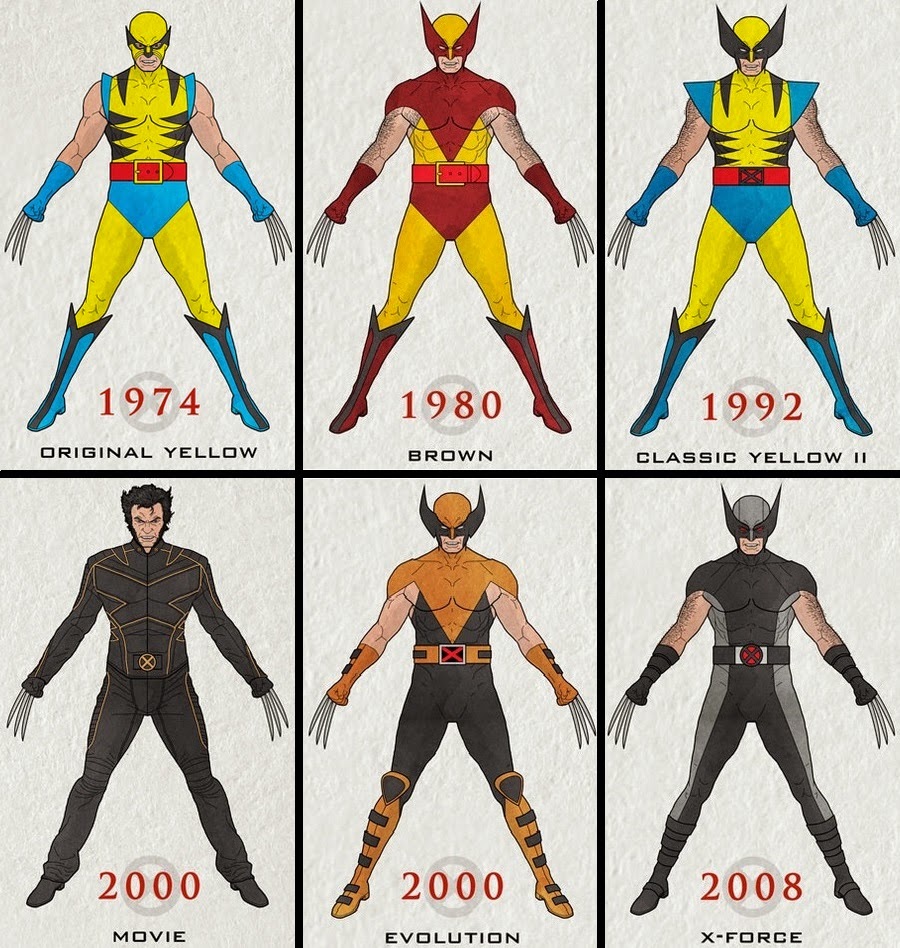 1974
ORIGINAL YELLOW
1980
BROWN
1992
CLASSIC YELLOW II
2000
MOVIE
2000
EVOLUTION
2008
X-FORCE